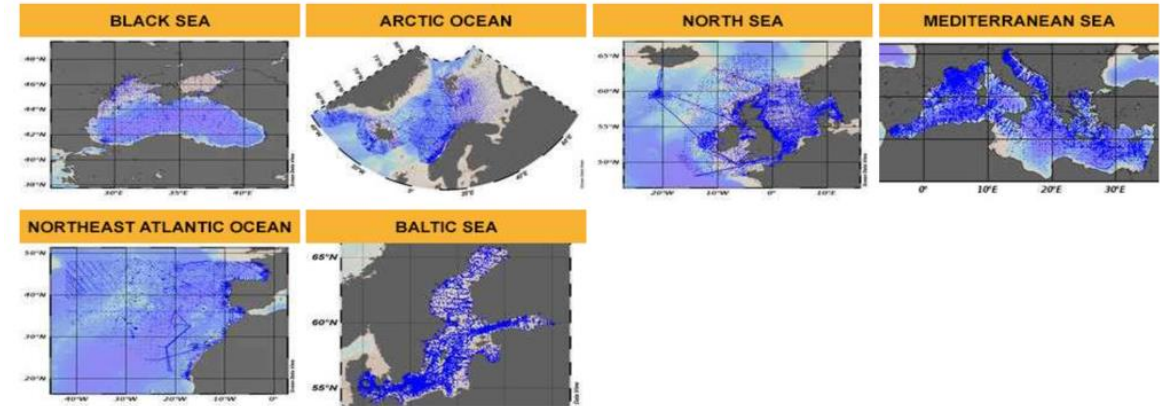 BLACK SEA
ARCTIC OCEAN
NORTH SEA
MEDITERRANEAN SEA
48°N
46°N
44°N
42°N
40°N
38°N
30°E
35°E
40°E
0°
65°N
60°N
55°N
50°N
20°W
10°W
0°
10°E
0°
10°E
20°E
30°E
NORTHEAST ATLANTIC OCEAN
BALTIC SEA
50°N
40°N
30°N
20°N
40°W
30°W
20°W
10°W
0°
65°N
60°N
55°N